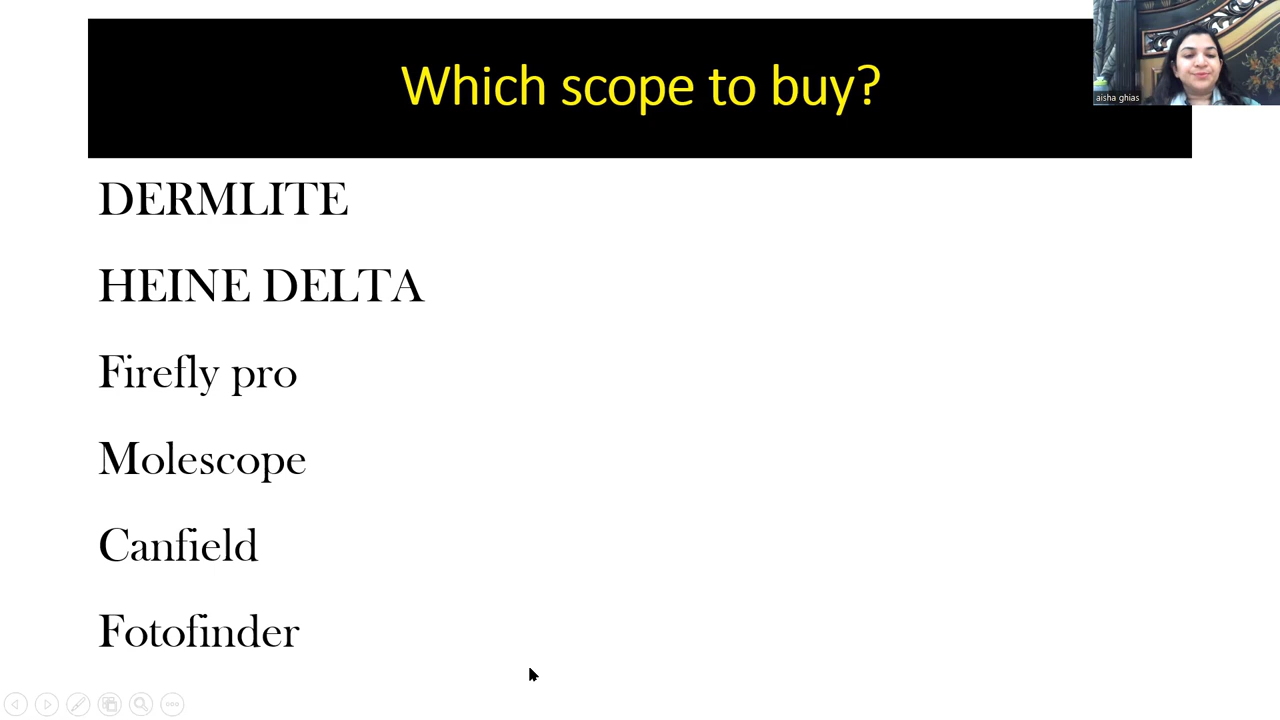 Which scope to buy?
aisha ghias
DERMLITE
HEINE DELTA
Firefly pro
Molescope
Canfield
Fotofinder